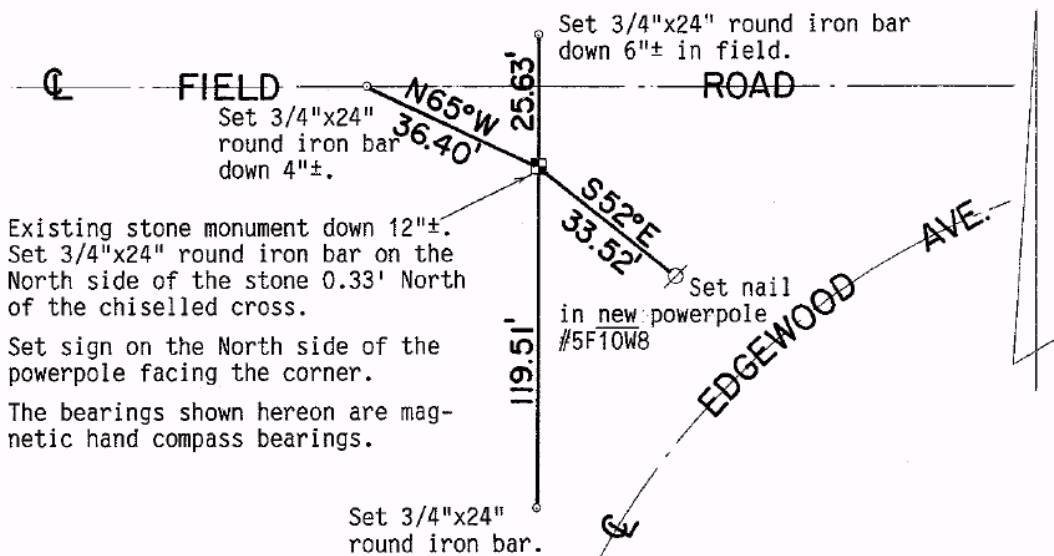 Set 3/4"x24" round iron bar
down 6"± in field.
℄ FIELD ROAD
N65°W
36.40'
25.63'
Set 3/4"x24"
round iron bar
down 4"±.
Existing stone monument down 12"±.
Set 3/4"x24" round iron bar on the
North side of the stone 0.33' North
of the chiselled cross.
Set sign on the North side of the
powerpole facing the corner.
The bearings shown hereon are mag-
netic hand compass bearings.
S52°E
33.52'
Set nail
in new powerpole
#5F10W8
119.51'
℄ EDGEWOOD AVE.
Set 3/4"x24"
round iron bar.